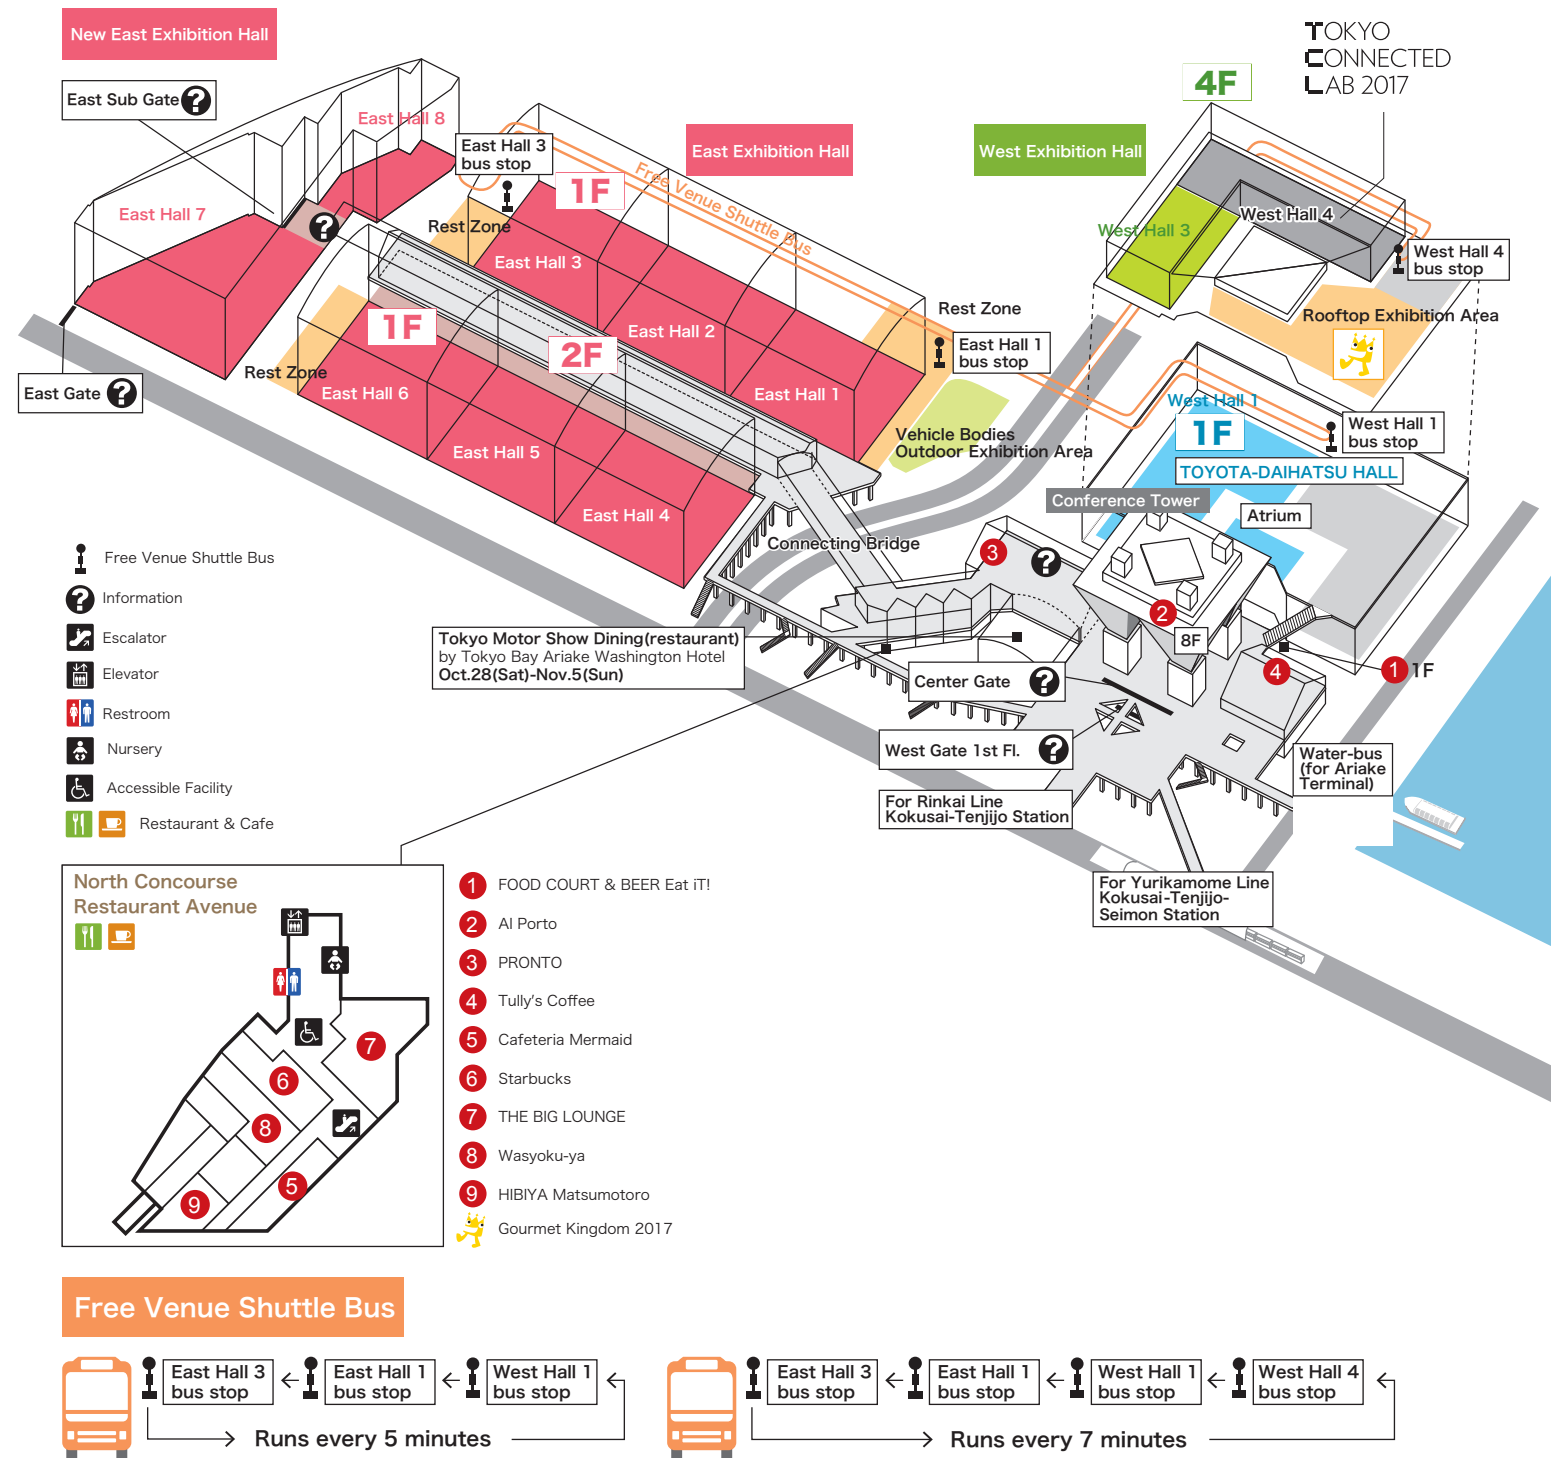 New East Exhibition Hall
East Sub Gate
East Hall 8
East Hall 7
East Gate
East Hall 3
bus stop
East Exhibition Hall
Free Venue Shuttle Bus
1F
Rest Zone
East Hall 3
East Hall 2
East Hall 1
1F
2F
Rest Zone
East Hall 6
East Hall 5
East Hall 4
Rest Zone
East Hall 1
bus stop
Vehicle Bodies
Outdoor Exhibition Area
West Exhibition Hall
4F
TOKYO
CONNECTED
LAB 2017
West Hall 3
West Hall 4
West Hall 4
bus stop
Rooftop Exhibition Area
West Hall 1
1F
West Hall 1
bus stop
TOYOTA-DAIHATSU HALL
Conference Tower
Atrium
Connecting Bridge
3
2
8F
4
1
1F
Tokyo Motor Show Dining(restaurant)
by Tokyo Bay Ariake Washington Hotel
Oct.28(Sat)-Nov.5(Sun)
Center Gate
West Gate 1st Fl.
For Rinkai Line
Kokusai-Tenjijo Station
Water-bus
(for Ariake
Terminal)
For Yurikamome Line
Kokusai-Tenjijo-
Seimon Station
Free Venue Shuttle Bus
Information
Escalator
Elevator
Restroom
Nursery
Accessible Facility
Restaurant & Cafe
North Concourse
Restaurant Avenue
7
6
8
5
9
1 FOOD COURT & BEER Eat iT!
2 Al Porto
3 PRONTO
4 Tully's Coffee
5 Cafeteria Mermaid
6 Starbucks
7 THE BIG LOUNGE
8 Wasyoku-ya
9 HIBIYA Matsumotoro
Gourmet Kingdom 2017
Free Venue Shuttle Bus
East Hall 3
bus stop
East Hall 1
bus stop
West Hall 1
bus stop
Runs every 5 minutes
East Hall 3
bus stop
East Hall 1
bus stop
West Hall 1
bus stop
West Hall 4
bus stop
Runs every 7 minutes